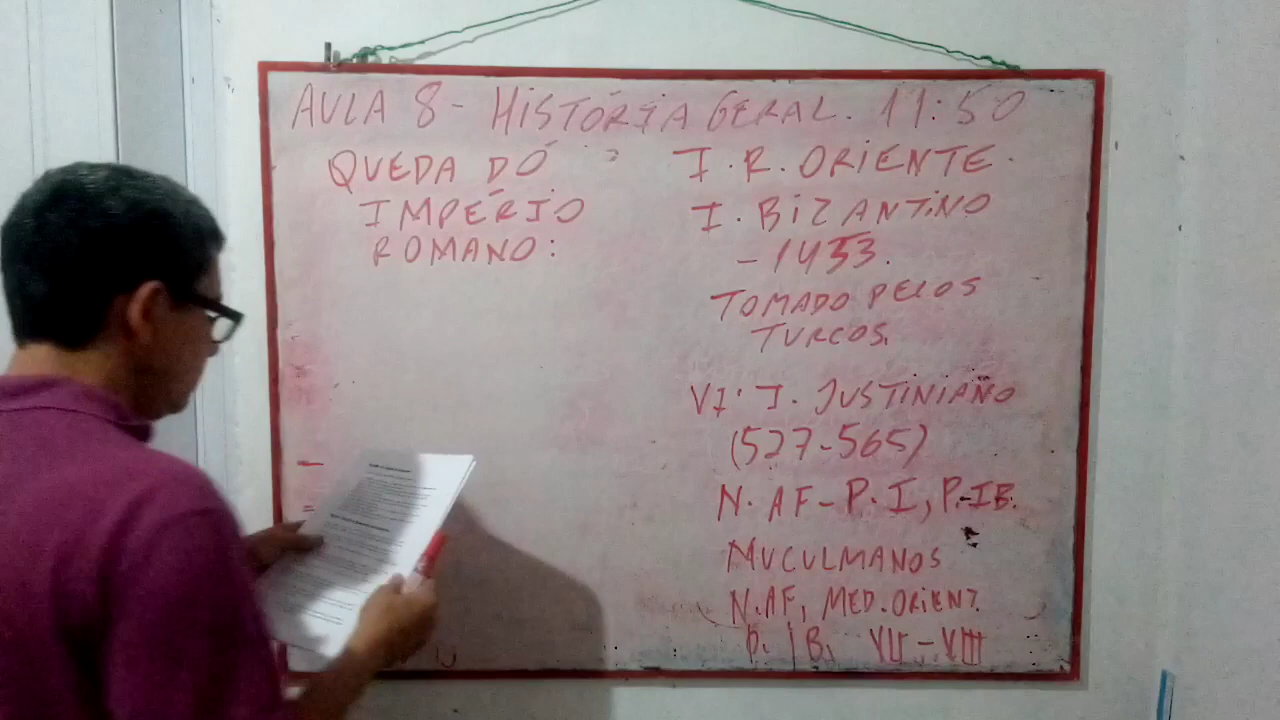 AULA 8 - HISTÓRIA GERAL. 11:50
QUEDA DO
IMPÉRIO
ROMANO:
I. R. ORIENTE.
I. BIZANTINO
- 1453.
TOMADO PELOS
TURCOS.
VI. I. JUSTINIANO
(527-565)
N. AF - P. I, P. IB.
MUCULMANOS
N. AF, MED. ORIENT.
P. IB. VII - VIII